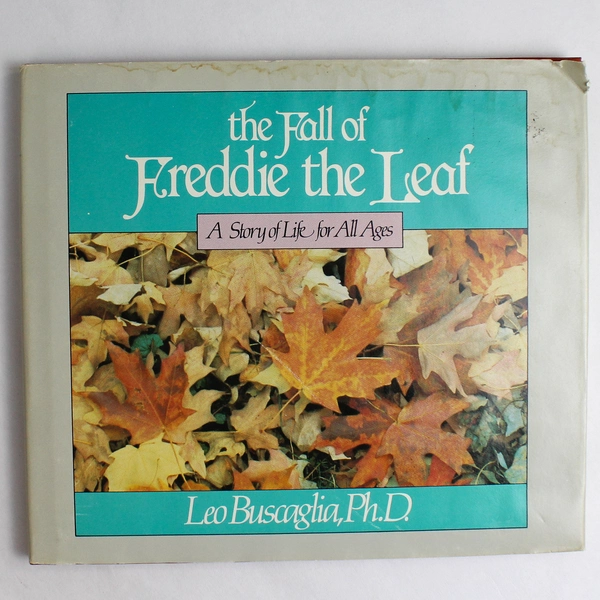 the Fall of
Freddie the Leaf
A Story of Life for All Ages
Leo Buscaglia, Ph.D.